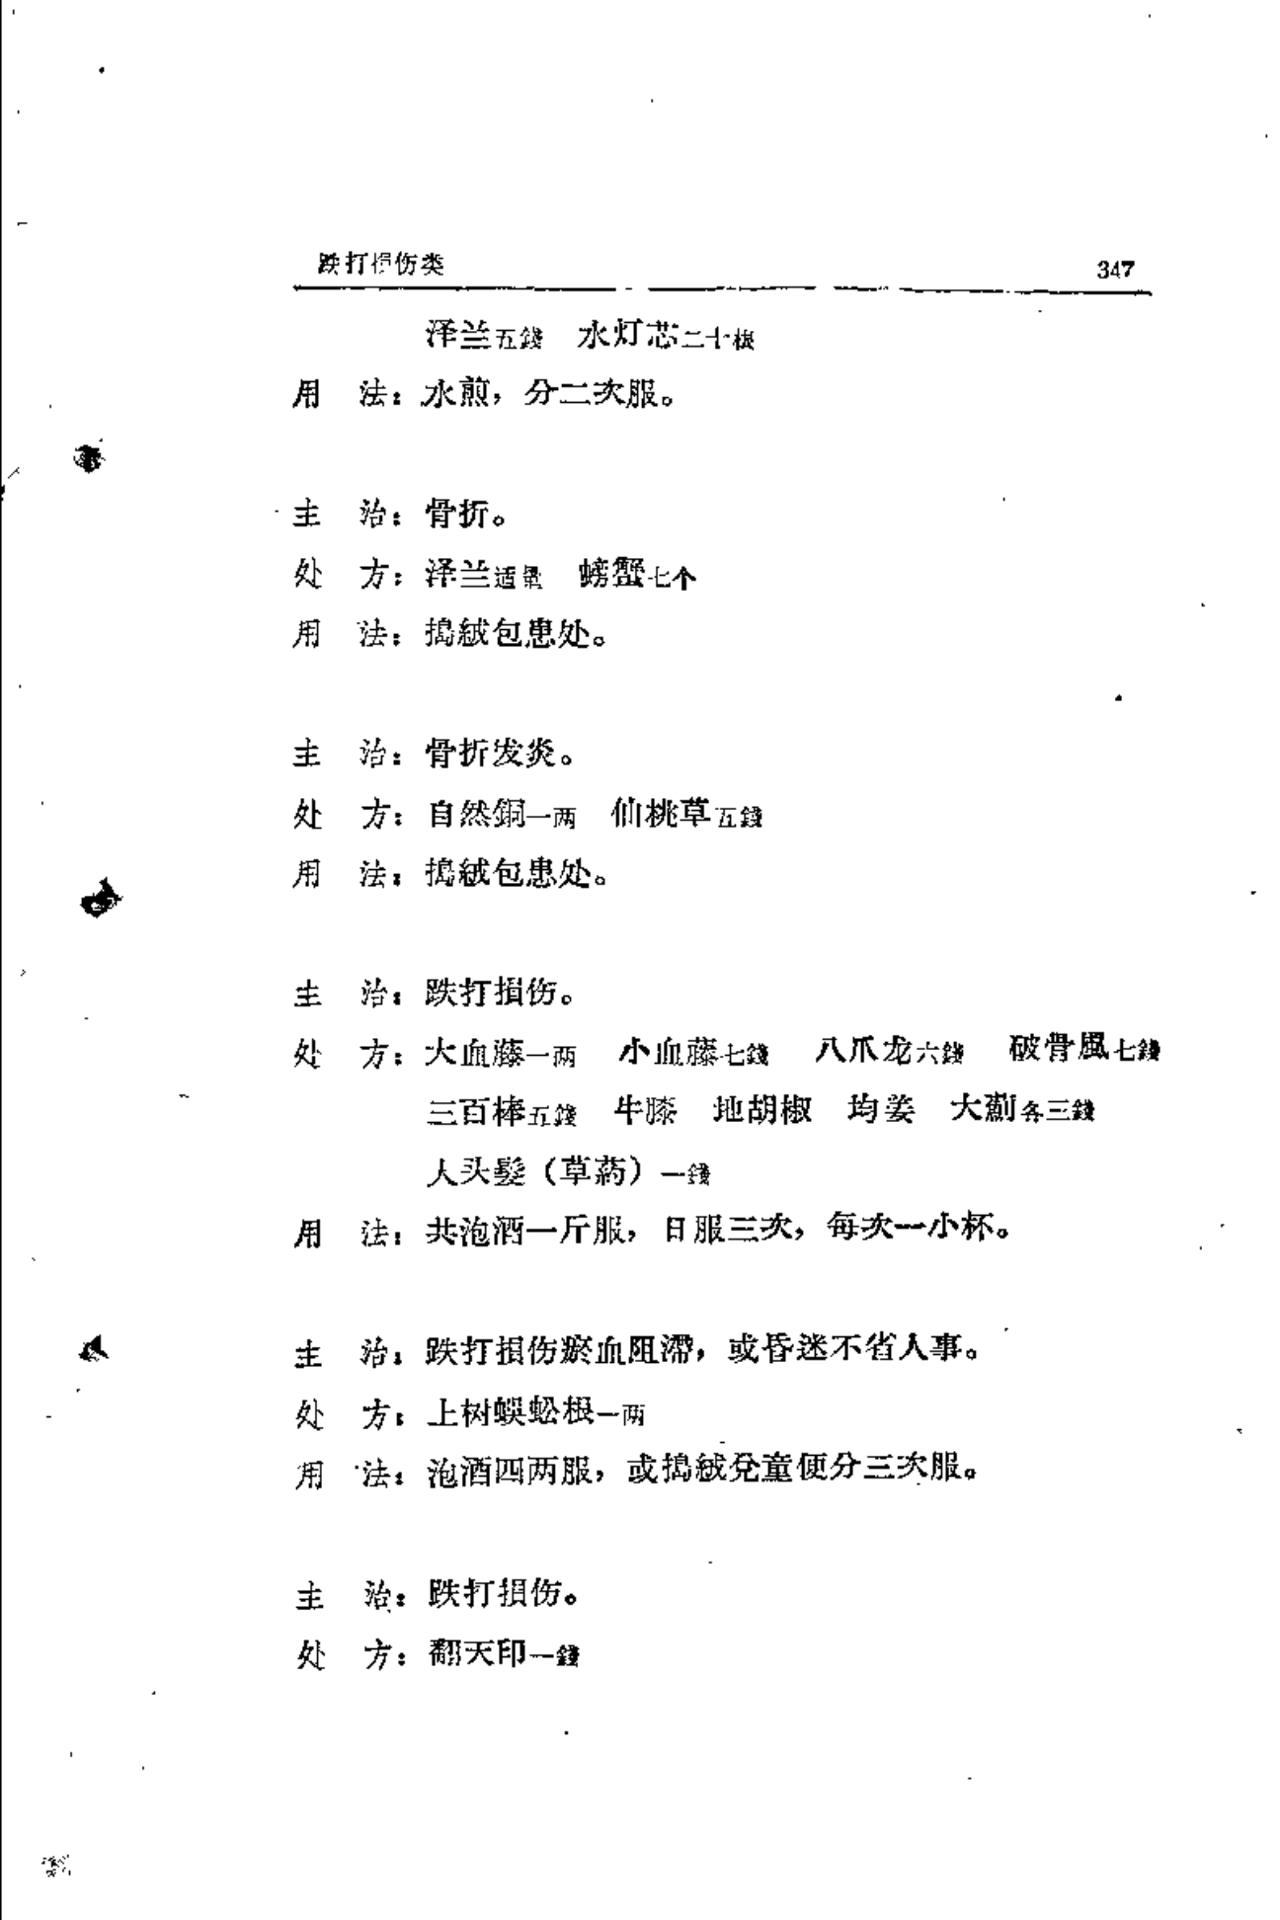 跌打损伤类 347
泽兰五錢 水灯芯二十根
用 法：水煎，分二次服。
主 治：骨折。
处 方：泽兰适量 螃蟹七个
用 法：搗絨包患处。
主 治：骨折发炎。
处 方：自然銅一两 仙桃草五錢
用 法：搗絨包患处。
主 治：跌打損伤。
处 方：大血藤一两 小血藤七錢 八爪龙六錢 破骨風七錢
三百棒五錢 牛膝 地胡椒 均姜 大薊各三錢
人头髮（草葯）一錢
用 法：共泡酒一斤服，日服三次，每次一小杯。
主 治：跌打損伤瘀血阻滯，或昏迷不省人事。
处 方：上树蜈蚣根一两
用 法：泡酒四两服，或搗絨兌童便分三次服。
主 治：跌打損伤。
处 方：翻天印一錢